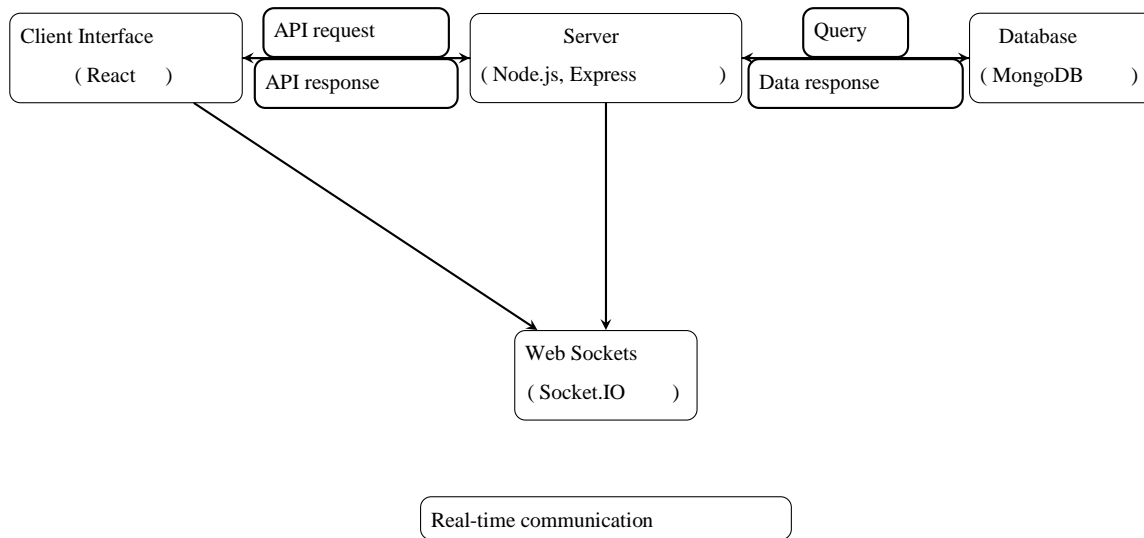 Client Interface
( React )
API request
API response
Server
( Node.js, Express )
Query
Data response
Database
( MongoDB )
Web Sockets
( Socket.IO )
Real-time communication